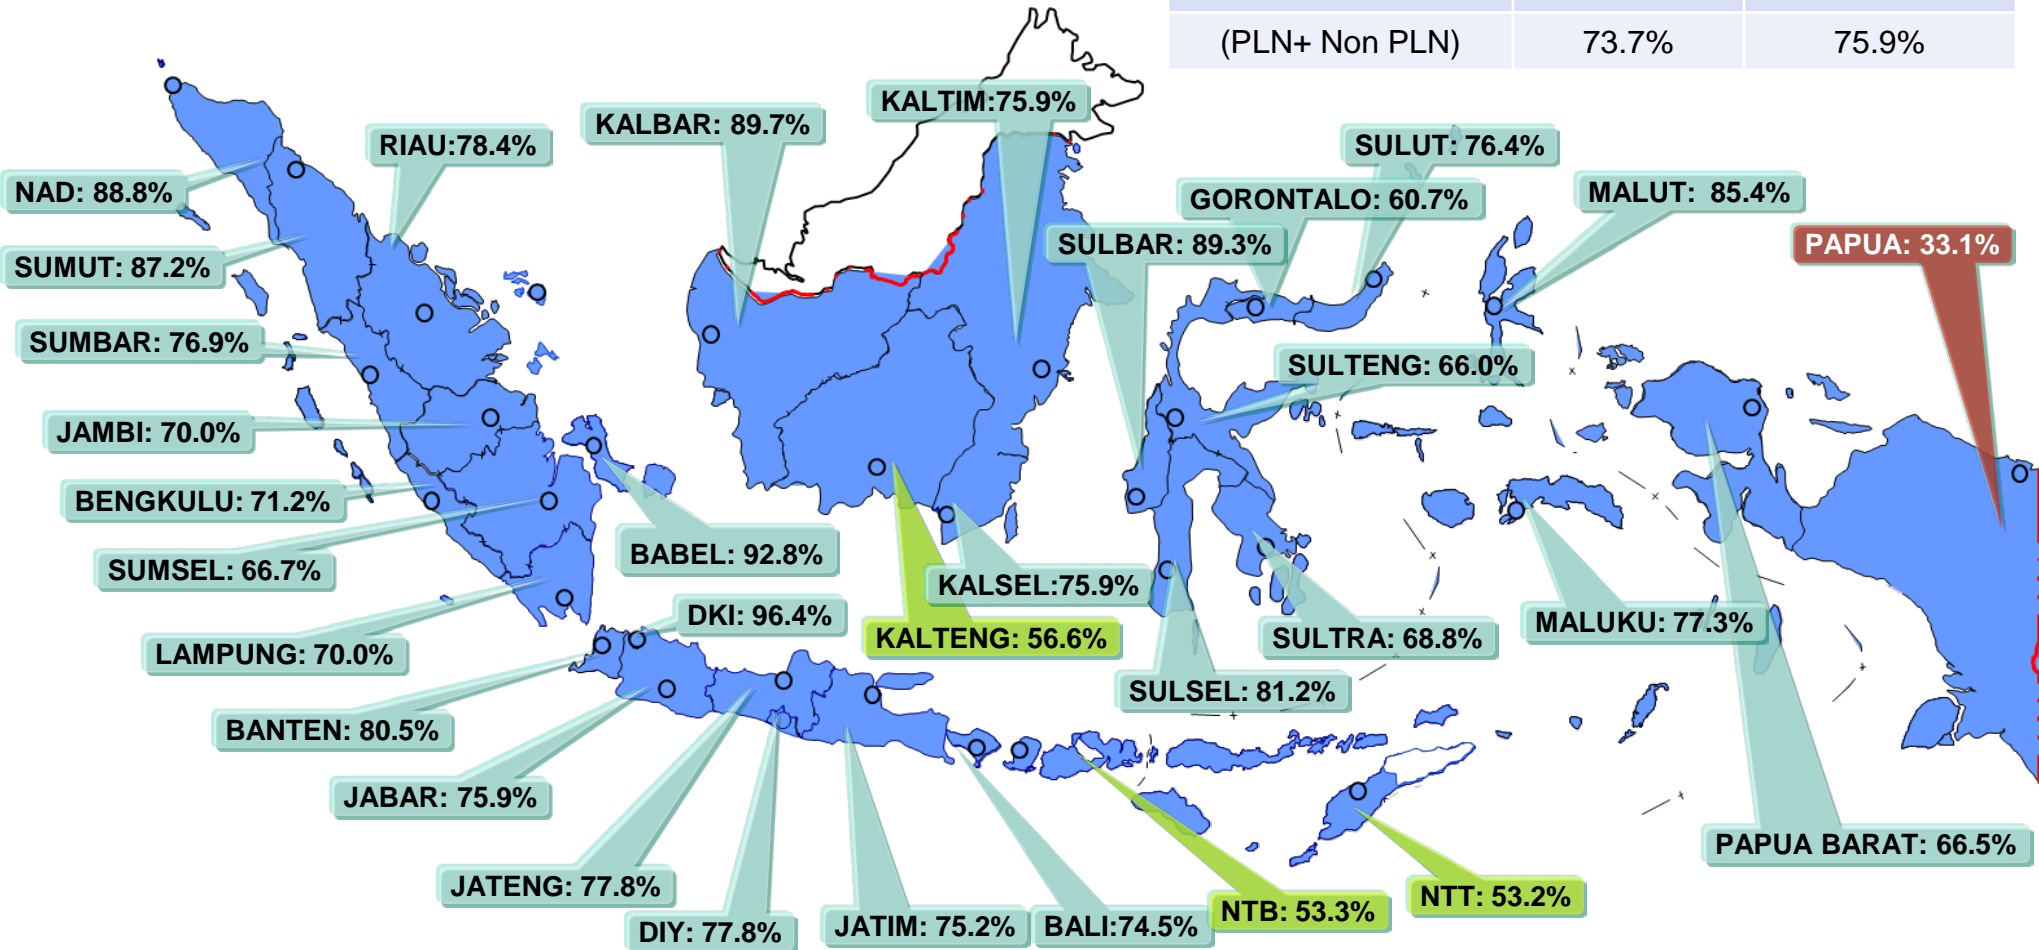 (PLN+ Non PLN) 73.7% 75.9%
KALTIM:75.9%
KALBAR: 89.7%
RIAU:78.4%
SULUT: 76.4%
NAD: 88.8%
GORONTALO: 60.7%
MALUT:  85.4%
SULBAR: 89.3%
PAPUA: 33.1%
SUMUT: 87.2%
SUMBAR: 76.9%
SULTENG: 66.0%
JAMBI: 70.0%
BENGKULU: 71.2%
BABEL: 92.8%
SUMSEL: 66.7%
KALSEL:75.9%
DKI: 96.4%
KALTENG: 56.6%
SULTRA: 68.8%
MALUKU: 77.3%
LAMPUNG: 70.0%
SULSEL: 81.2%
BANTEN: 80.5%
JABAR: 75.9%
PAPUA BARAT: 66.5%
JATENG: 77.8%
NTB: 53.3%
NTT: 53.2%
DIY: 77.8%
JATIM: 75.2%
BALI:74.5%